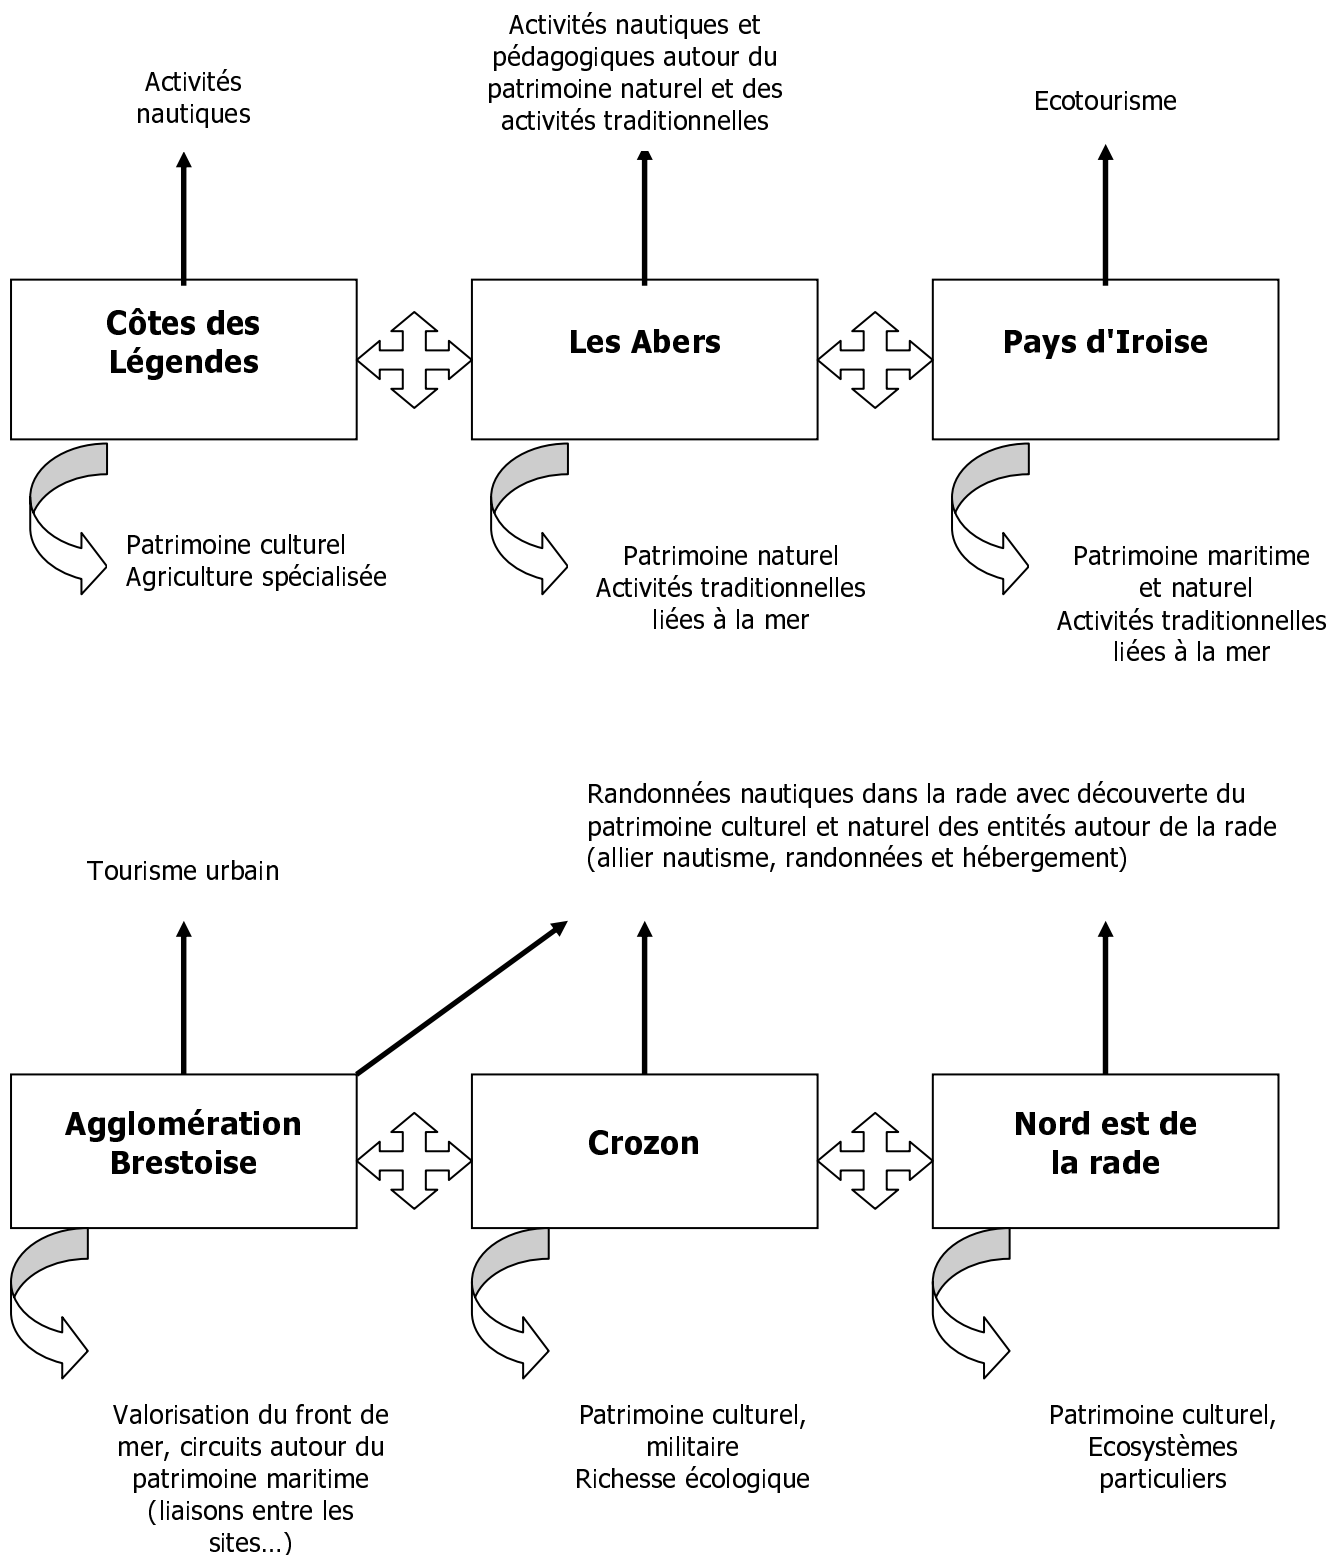 Activités
nautiques
Activités nautiques et
pédagogiques autour du
patrimoine naturel et des
activités traditionnelles
Ecotourisme
Côtes des
Légendes
Les Abers
Pays d'Iroise
Patrimoine culturel
Agriculture spécialisée
Patrimoine naturel
Activités traditionnelles
liées à la mer
Patrimoine maritime
et naturel
Activités traditionnelles
liées à la mer
Tourisme urbain
Randonnées nautiques dans la rade avec découverte du
patrimoine culturel et naturel des entités autour de la rade
(allier nautisme, randonnées et hébergement)
Agglomération
Brestoise
Crozon
Nord est de
la rade
Valorisation du front de
mer, circuits autour du
patrimoine maritime
(liaisons entre les
sites...)
Patrimoine culturel,
militaire
Richesse écologique
Patrimoine culturel,
Ecosystèmes
particuliers